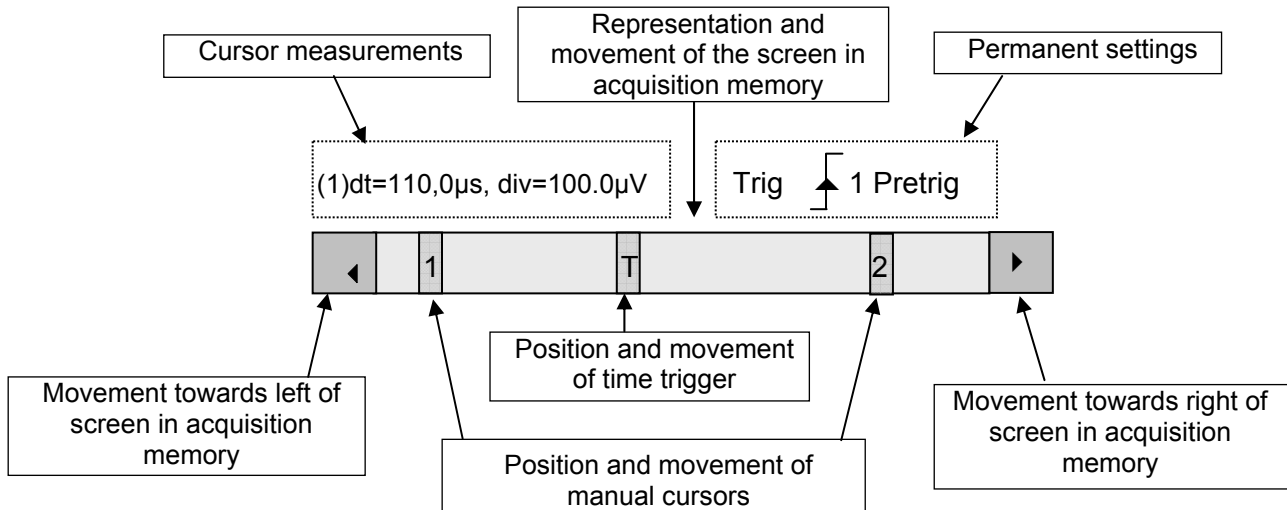 Cursor measurements
Representation and
movement of the screen in
acquisition memory
Permanent settings
(1)dt=110,0µs, div=100.0µV
Trig 1 Pretrig
1
T
2
Position and movement
of time trigger
Movement towards left of
screen in acquisition
memory
Position and movement of
manual cursors
Movement towards right of
screen in acquisition
memory